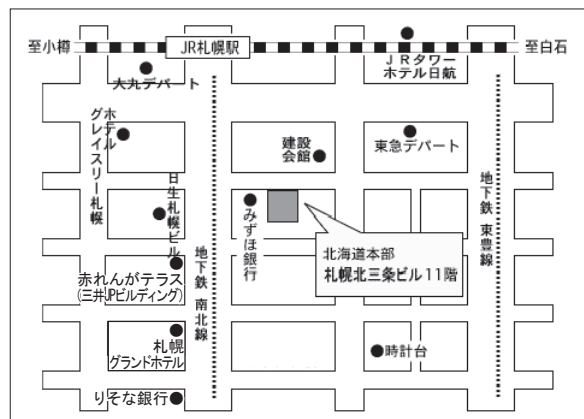 至小樽
JR札幌駅
至白石
大丸デパート
JRタワー
ホテル日航
ホテル
グレイスリー札幌
建設
会館
東急デパート
日生札幌ビル
みずほ銀行
地下鉄 南北線
地下鉄 東豊線
北海道本部
札幌北三条ビル11階
赤れんがテラス
(三井JPビルディング)
札幌
グランドホテル
時計台
りそな銀行